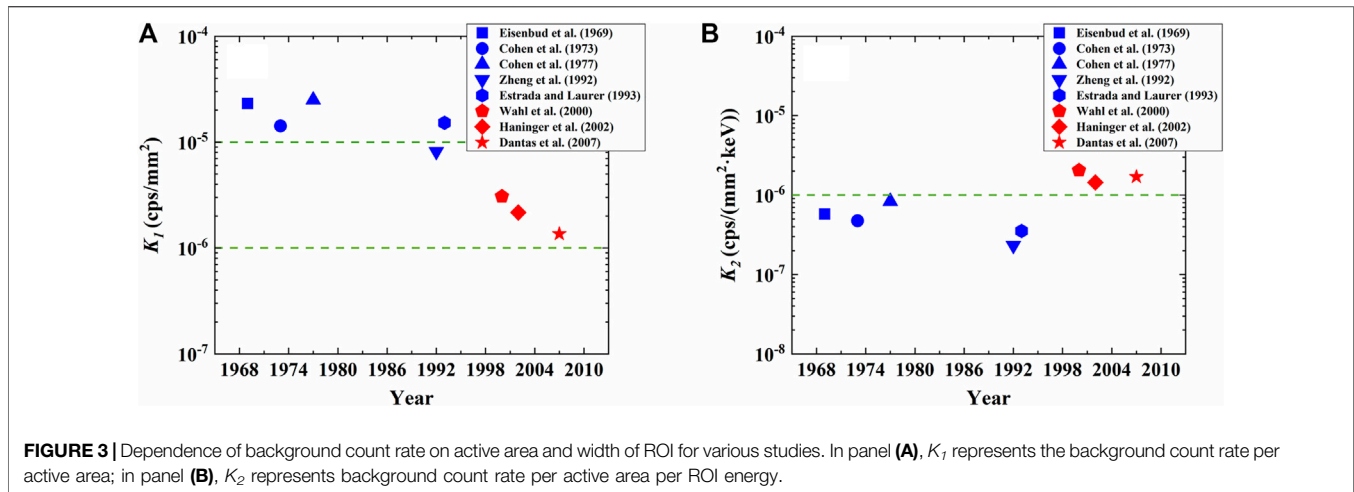 A
10-4
10-5
10-6
10-7
K1 (cps/mm2)
1968 1974 1980 1986 1992 1998 2004 2010
Year
Eisenbud et al. (1969)
Cohen et al. (1973)
Cohen et al. (1977)
Zheng et al. (1992)
Estrada and Laurer (1993)
Wahl et al. (2000)
Haninger et al. (2002)
Dantas et al. (2007)
B
10-4
10-5
10-6
10-7
10-8
K2 (cps/(mm2·keV))
1968 1974 1980 1986 1992 1998 2004 2010
Year
Eisenbud et al. (1969)
Cohen et al. (1973)
Cohen et al. (1977)
Zheng et al. (1992)
Estrada and Laurer (1993)
Wahl et al. (2000)
Haninger et al. (2002)
Dantas et al. (2007)
FIGURE 3 | Dependence of background count rate on active area and width of ROI for various studies. In panel (A), K1 represents the background count rate per
active area; in panel (B), K2 represents background count rate per active area per ROI energy.